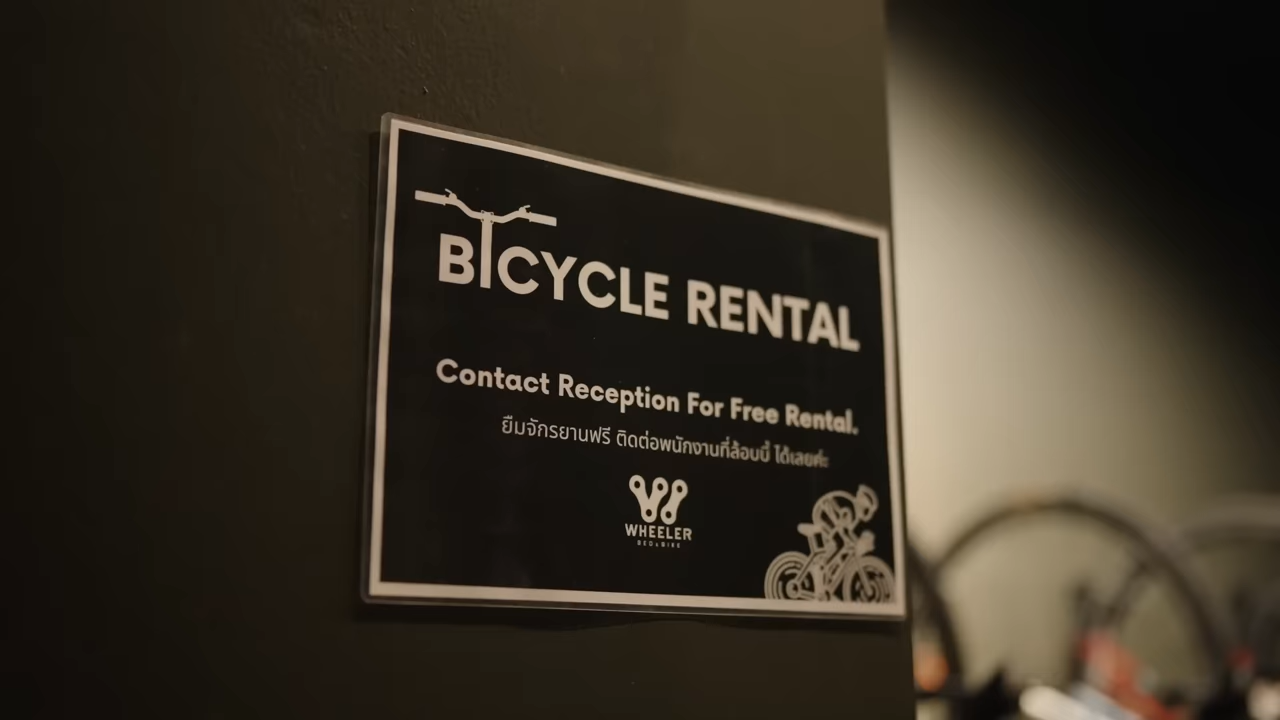 BICYCLE RENTAL
Contact Reception For Free Rental.
ยืมจักรยานฟรี ติดต่อพนักงานที่ล้อบบี้ ได้เลยค่ะ
WHEELER
BED & BIKE